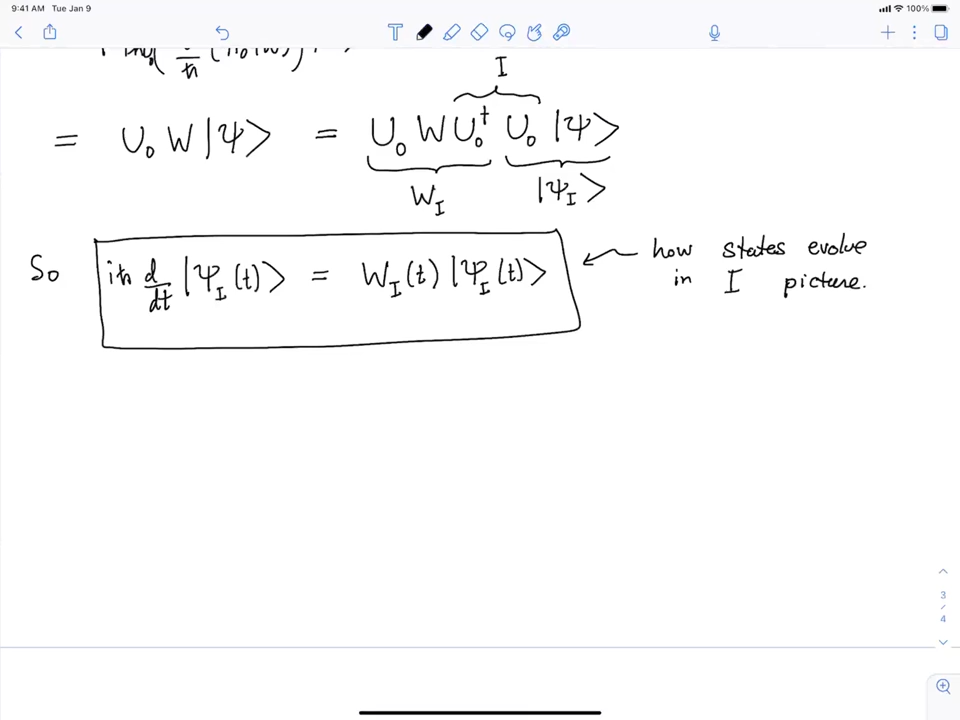 9:41 AM Tue Jan 9
100%
I
= U₀ W |Ψ⟩ = U₀ W U₀† U₀ |Ψ⟩
W_I |Ψ_I⟩
So iħ d/dt |Ψ_I (t)⟩ = W_I (t) |Ψ_I (t)⟩
how states evolve
in I picture.
3
/
4